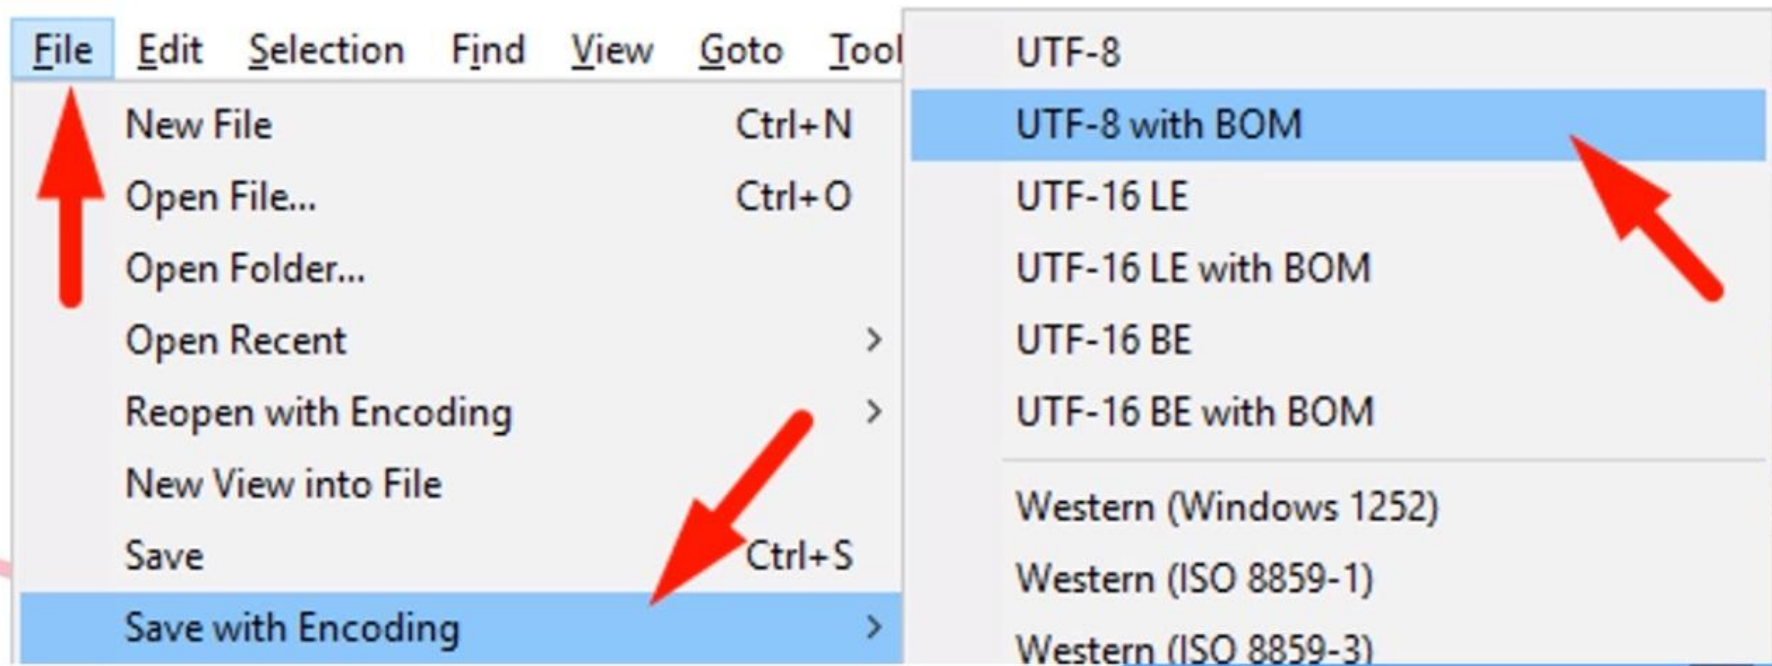 File Edit Selection Find View Goto Tool
New File Ctrl+N
Open File... Ctrl+O
Open Folder...
Open Recent
Reopen with Encoding
New View into File
Save Ctrl+S
Save with Encoding
UTF-8
UTF-8 with BOM
UTF-16 LE
UTF-16 LE with BOM
UTF-16 BE
UTF-16 BE with BOM
Western (Windows 1252)
Western (ISO 8859-1)
Western (ISO 8859-3)